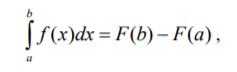 ∫ₐᵇ f(x)dx = F(b) – F(a),